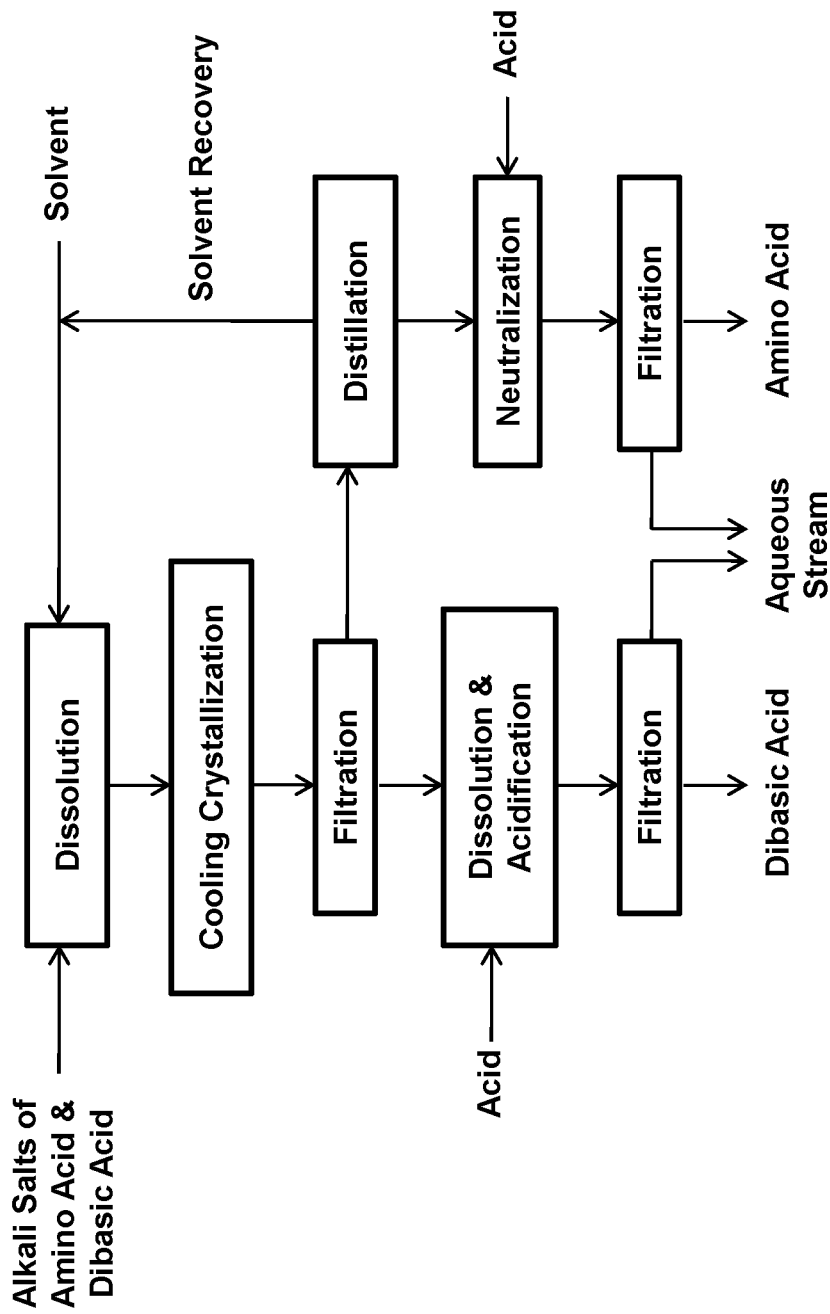 Alkali Salts of
Amino Acid &
Dibasic Acid
Solvent
Dissolution
Solvent Recovery
Cooling Crystallization
Filtration
Distillation
Acid
Dissolution &
Acidification
Neutralization
Acid
Filtration
Filtration
Dibasic Acid
Aqueous
Stream
Amino Acid